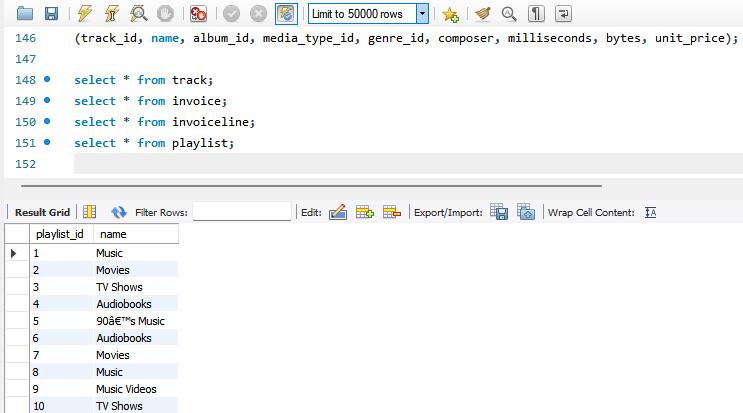 Limit to 50000 rows
146 (track_id, name, album_id, media_type_id, genre_id, composer, milliseconds, bytes, unit_price);
147
148 select * from track;
149 select * from invoice;
150 select * from invoiceline;
151 select * from playlist;
152
Result Grid Filter Rows: Edit: Export/Import: Wrap Cell Content:
playlist_id name
1 Music
2 Movies
3 TV Shows
4 Audiobooks
5 90â€™s Music
6 Audiobooks
7 Movies
8 Music
9 Music Videos
10 TV Shows